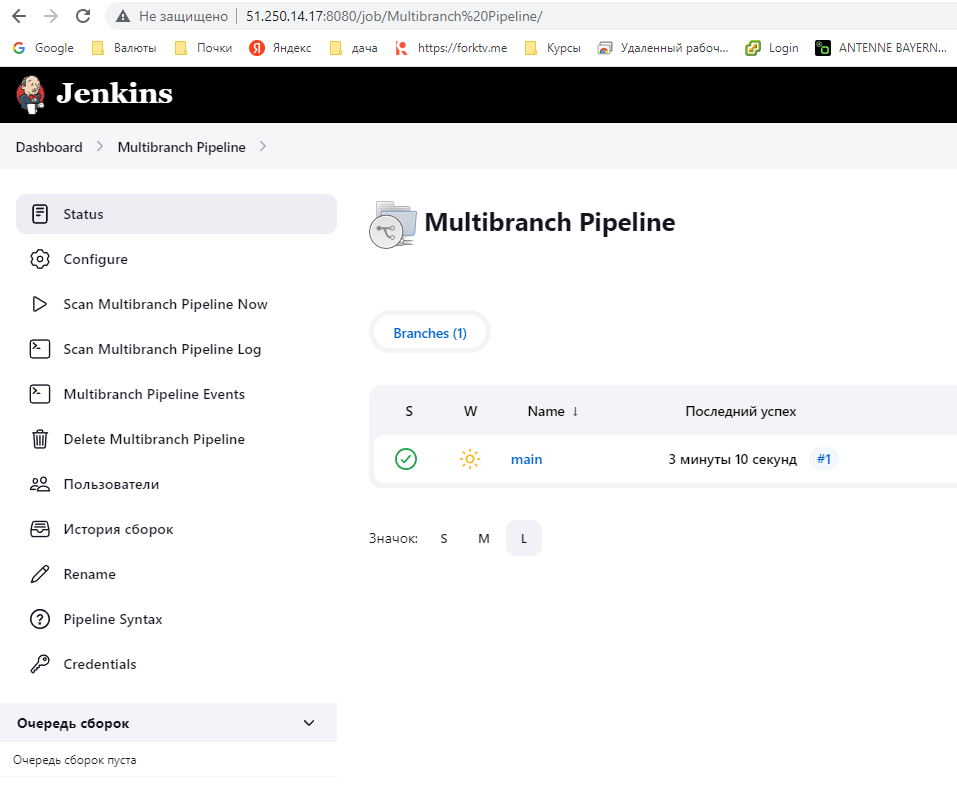 Не защищено 51.250.14.17:8080/job/Multibranch%20Pipeline/
Google Валюты Почки Яндекс дача https://forktv.me Курсы Удаленный рабоч... Login ANTENNE BAYERN...
Jenkins
Dashboard Multibranch Pipeline
Status
Configure
Scan Multibranch Pipeline Now
Scan Multibranch Pipeline Log
Multibranch Pipeline Events
Delete Multibranch Pipeline
Пользователи
История сборок
Rename
Pipeline Syntax
Credentials
Очередь сборок
Очередь сборок пуста
Multibranch Pipeline
Branches (1)
S W Name ↓ Последний успех
main 3 минуты 10 секунд #1
Значок: S M L